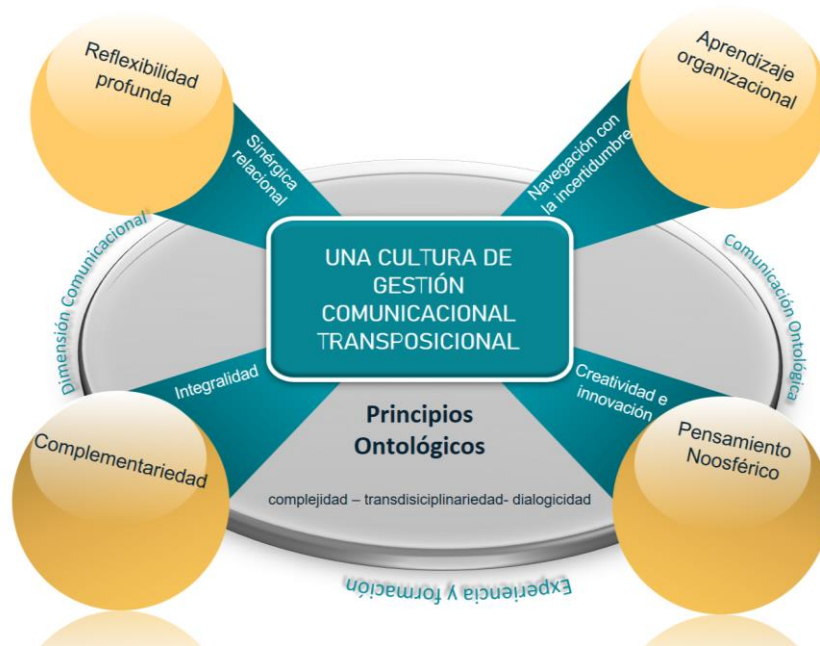 Reflexibilidad
profunda
Aprendizaje
organizacional
Sinérgica
relacional
Navegación con
la incertidumbre
Dimensión Comunicacional
UNA CULTURA DE
GESTIÓN
COMUNICACIONAL
TRANSPOSICIONAL
Comunicación Ontológica
Integralidad
Creatividad e
innovación
Complementariedad
Principios
Ontológicos
Pensamiento
Noosférico
complejidad – transdisiciplinariedad- dialogicidad
Experiencia y formación